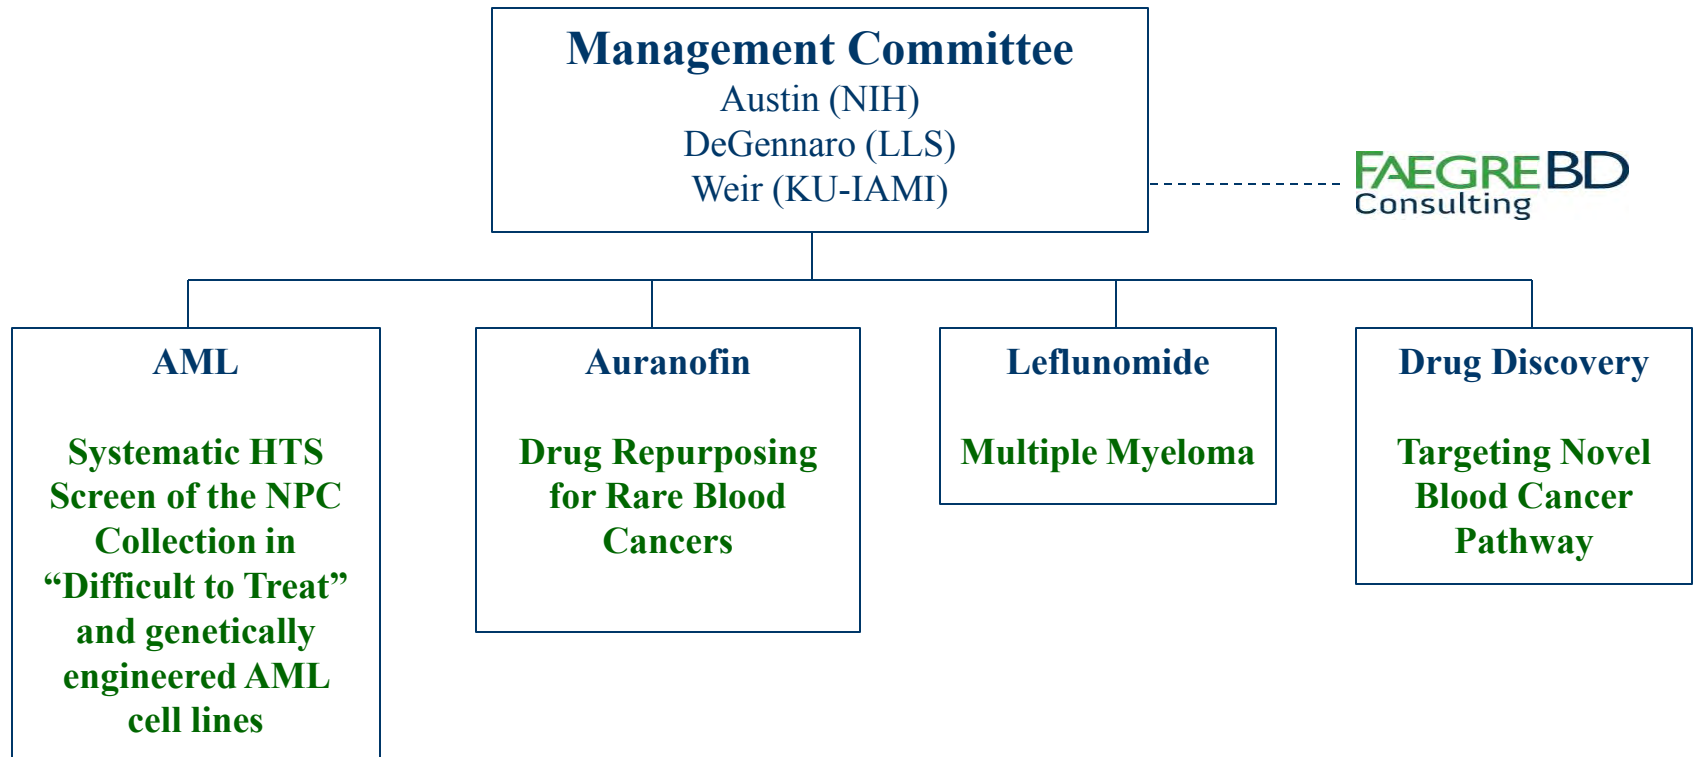 Management Committee
Austin (NIH)
DeGennaro (LLS)
Weir (KU-IAMI)
FAEGRE BD
Consulting
AML
Systematic HTS
Screen of the NPC
Collection in
“Difficult to Treat”
and genetically
engineered AML
cell lines
Auranofin
Drug Repurposing
for Rare Blood
Cancers
Leflunomide
Multiple Myeloma
Drug Discovery
Targeting Novel
Blood Cancer
Pathway